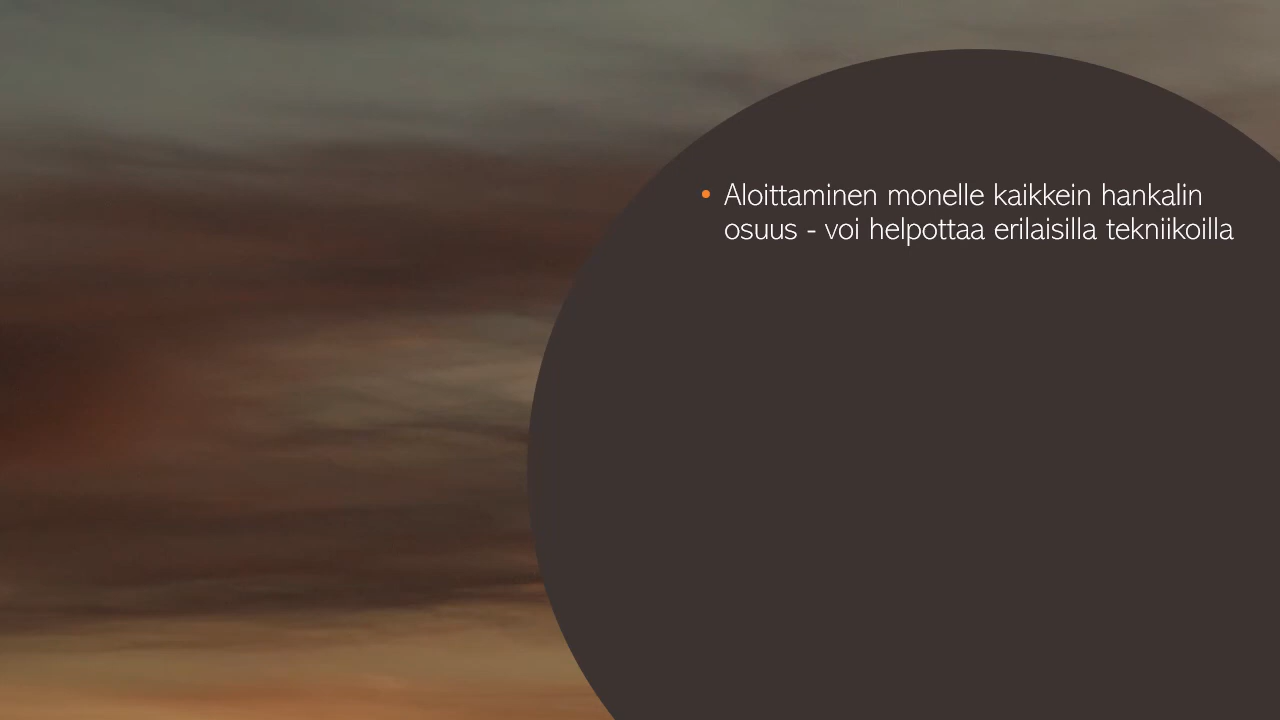 • Aloittaminen monelle kaikkein hankalin
osuus - voi helpottaa erilaisilla tekniikoilla